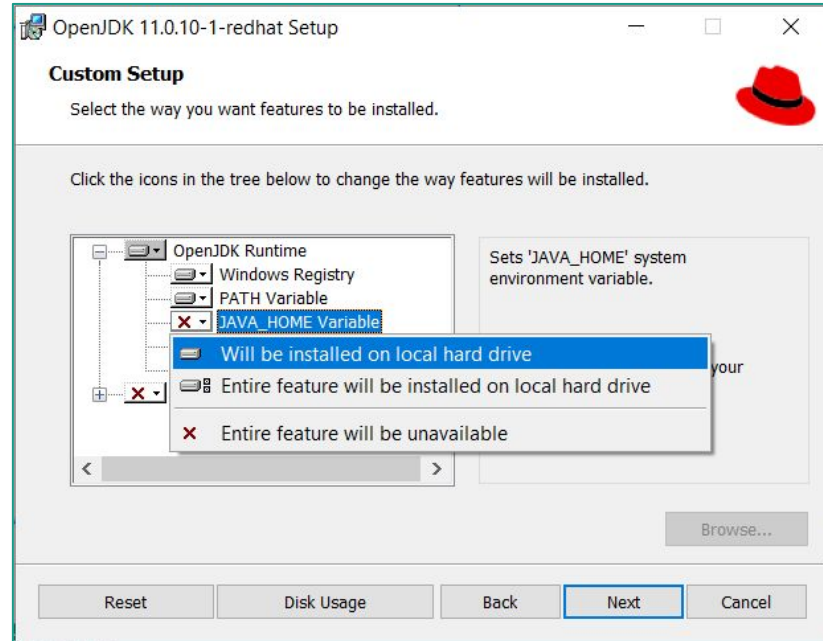 OpenJDK 11.0.10-1-redhat Setup
Custom Setup
Select the way you want features to be installed.
Click the icons in the tree below to change the way features will be installed.
OpenJDK Runtime
Windows Registry
PATH Variable
JAVA_HOME Variable
Will be installed on local hard drive
Entire feature will be installed on local hard drive
Entire feature will be unavailable
Sets 'JAVA_HOME' system
environment variable.
your
Browse...
Reset
Disk Usage
Back
Next
Cancel